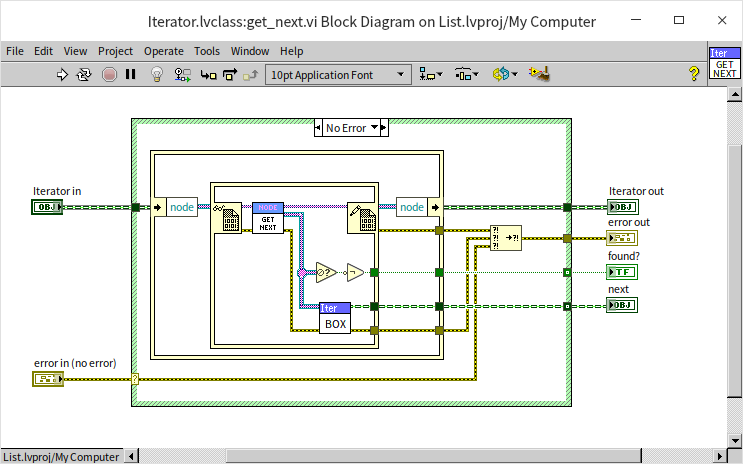 Iterator.lvclass:get_next.vi Block Diagram on List.lvproj/My Computer
File Edit View Project Operate Tools Window Help
10pt Application Font
?
Iter
GET
NEXT
No Error
Iterator in
OBJ
node
NODE
GET
NEXT
node
Iterator out
OBJ
error out
?!
?!
?!
?!
found?
TF
?
next
OBJ
Iter
BOX
error in (no error)
?
List.lvproj/My Computer